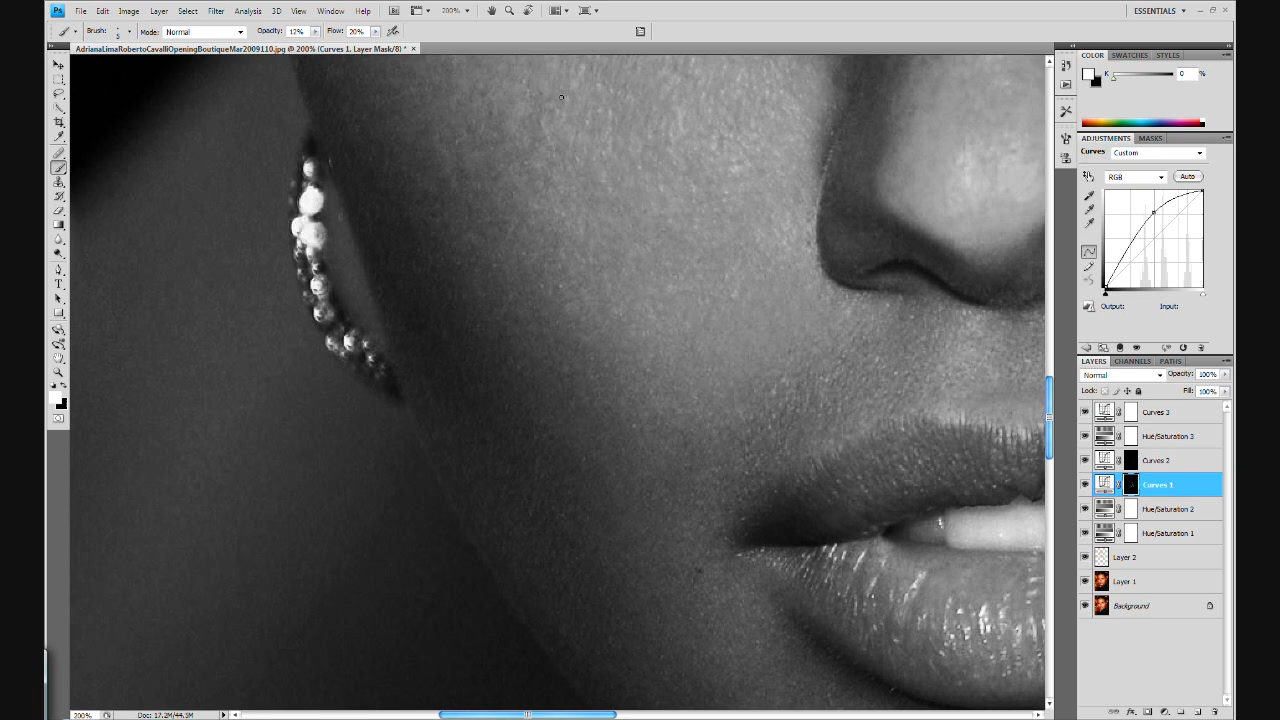 Ps File Edit Image Layer Select Filter Analysis 3D View Window Help Br 200% ESSENTIALS
Brush: 5 Mode: Normal Opacity: 12% Flow: 20%
AdrianaLimaRobertoCavalliOpeningBoutiqueMar2009110.jpg @ 200% (Curves 1, Layer Mask/8) * ×
COLOR SWATCHES STYLES
K 0 %
ADJUSTMENTS MASKS
Curves Custom
RGB Auto
Output: Input:
LAYERS CHANNELS PATHS
Normal Opacity: 100%
Lock: Fill: 100%
Curves 3
Hue/Saturation 3
Curves 2
Curves 1
Hue/Saturation 2
Hue/Saturation 1
Layer 2
Layer 1
Background
200% Doc: 17.2M/44.5M